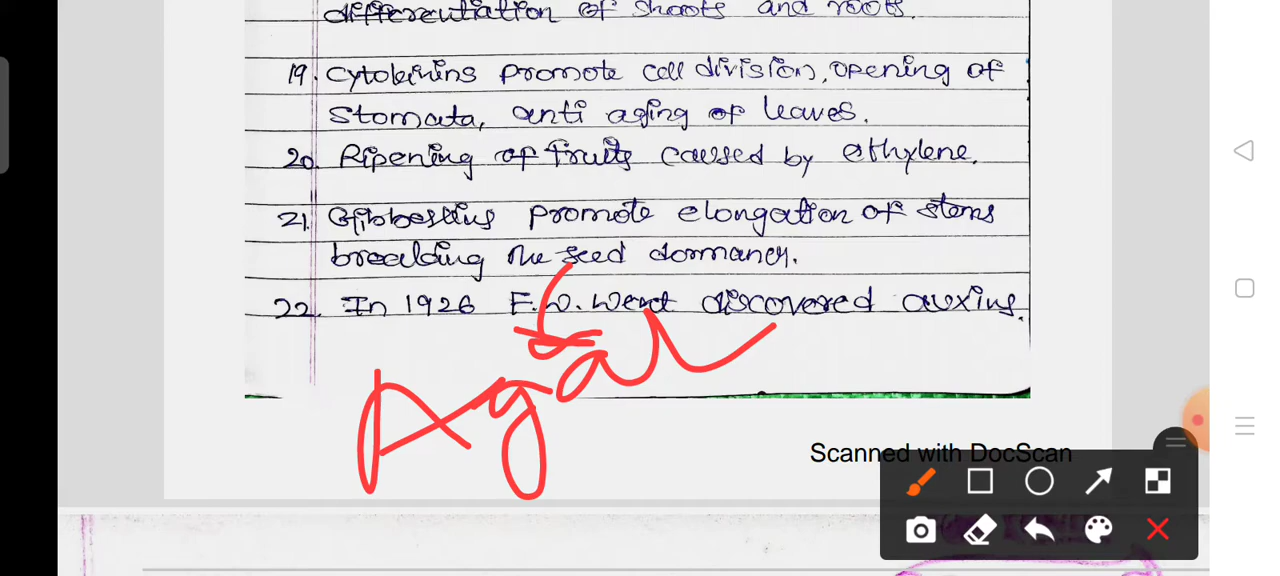 differentiation of shoots and roots.
19. Cytokinins promote cell division, opening of
stomata, anti aging of leaves.
20. Ripening of fruits caused by ethylene.
21. Gibberellins promote elongation of stems
breaking the seed dormancy.
22. In 1926 F.W. Went discovered auxins.
Agar
Scanned with DocScan